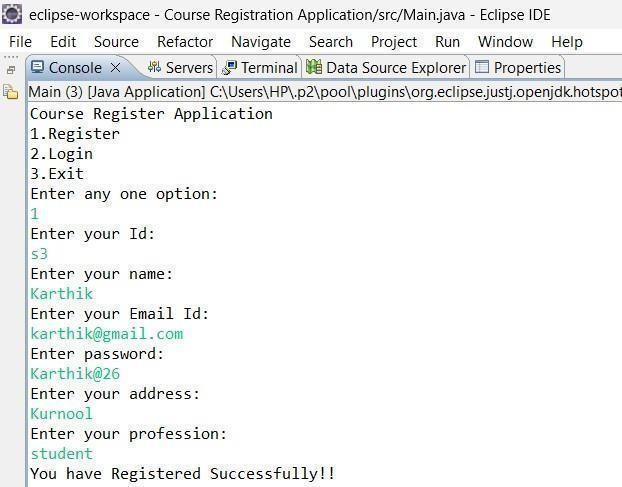 eclipse-workspace - Course Registration Application/src/Main.java - Eclipse IDE
File Edit Source Refactor Navigate Search Project Run Window Help
Console × Servers Terminal Data Source Explorer Properties
Main (3) [Java Application] C:\Users\HP\.p2\pool\plugins\org.eclipse.justj.openjdk.hotspot
Course Register Application
1.Register
2.Login
3.Exit
Enter any one option:
1
Enter your Id:
s3
Enter your name:
Karthik
Enter your Email Id:
karthik@gmail.com
Enter password:
Karthik@26
Enter your address:
Kurnool
Enter your profession:
student
You have Registered Successfully!!